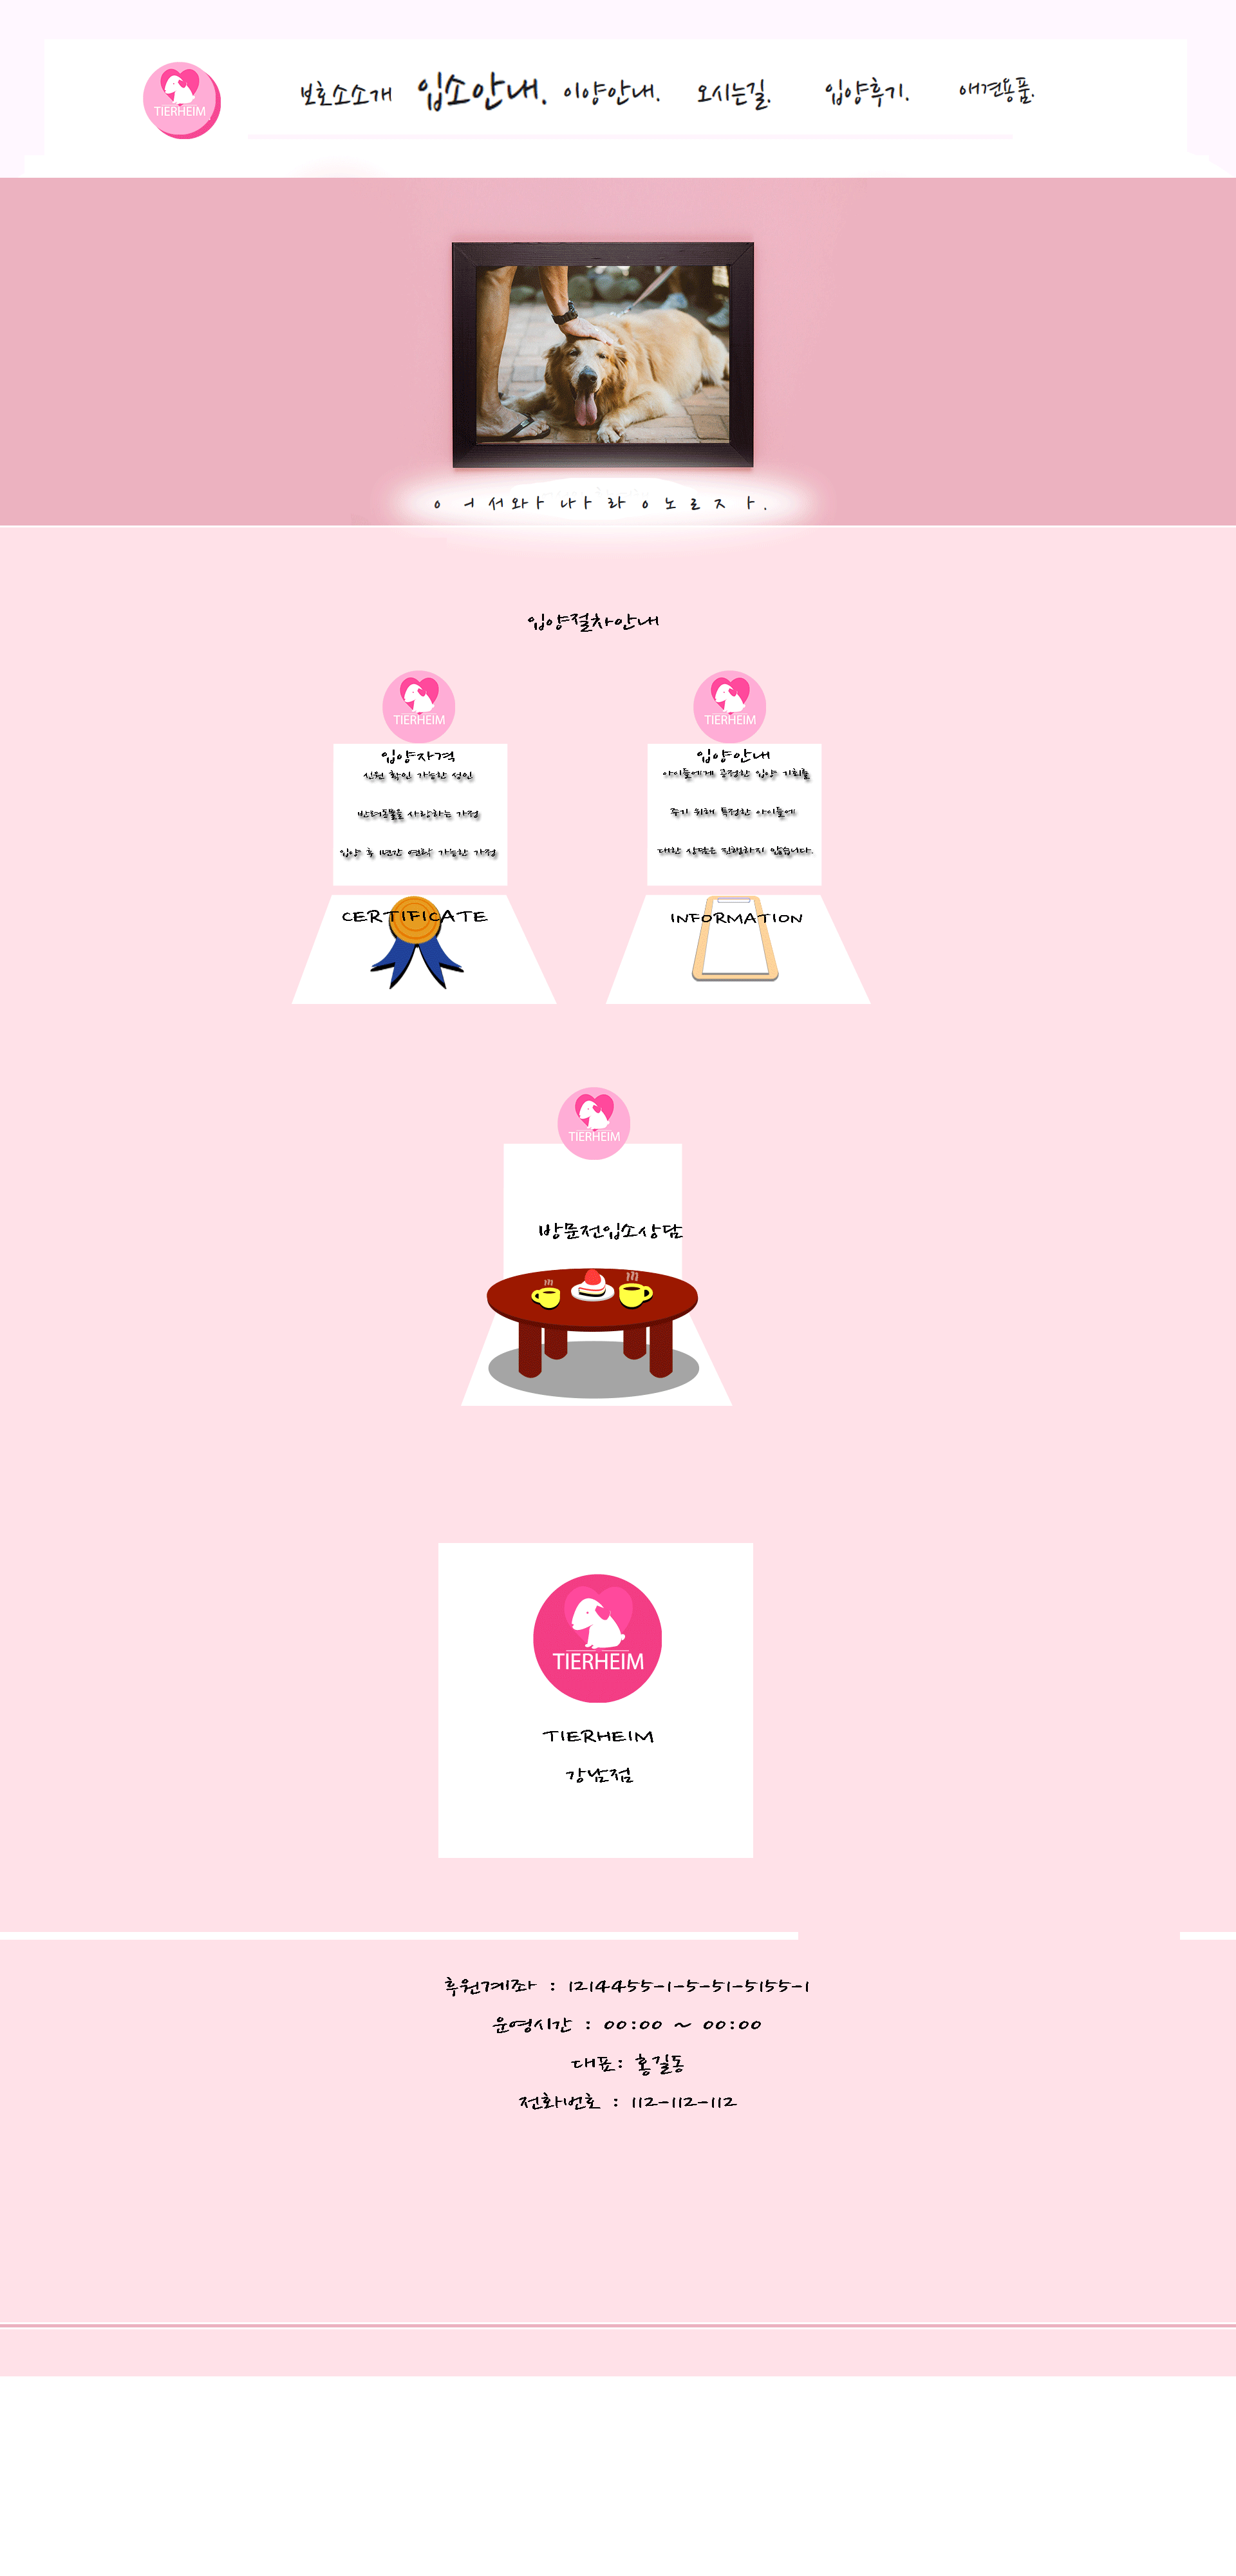 TIERHEIM
보호소소개 입소안내. 이양안내. 오시는길. 입양후기. 애견용품.
ㅇ ㅓ 서와ㅏ 나ㅏ 라 ㅇ 노 르 ㅈ ㅏ .
입양절차안내
TIERHEIM
입양자격
신원 확인 가능한 성인
반려동물을 사랑하는 가정
입양 후 1년간 연락 가능한 가정
CERTIFICATE
TIERHEIM
입양안내
아이들에게 공정한 입양 기회를
주기 위해 특정한 아이들에
대한 상담은 진행하지 않습니다.
INFORMATION
TIERHEIM
방문전입소상담
TIERHEIM
TIERHEIM
강남점
후원계좌 : 1214455-1-5-51-5155-1
운영시간 : 00:00 ~ 00:00
대표: 홍길동
전화번호 : 112-112-112